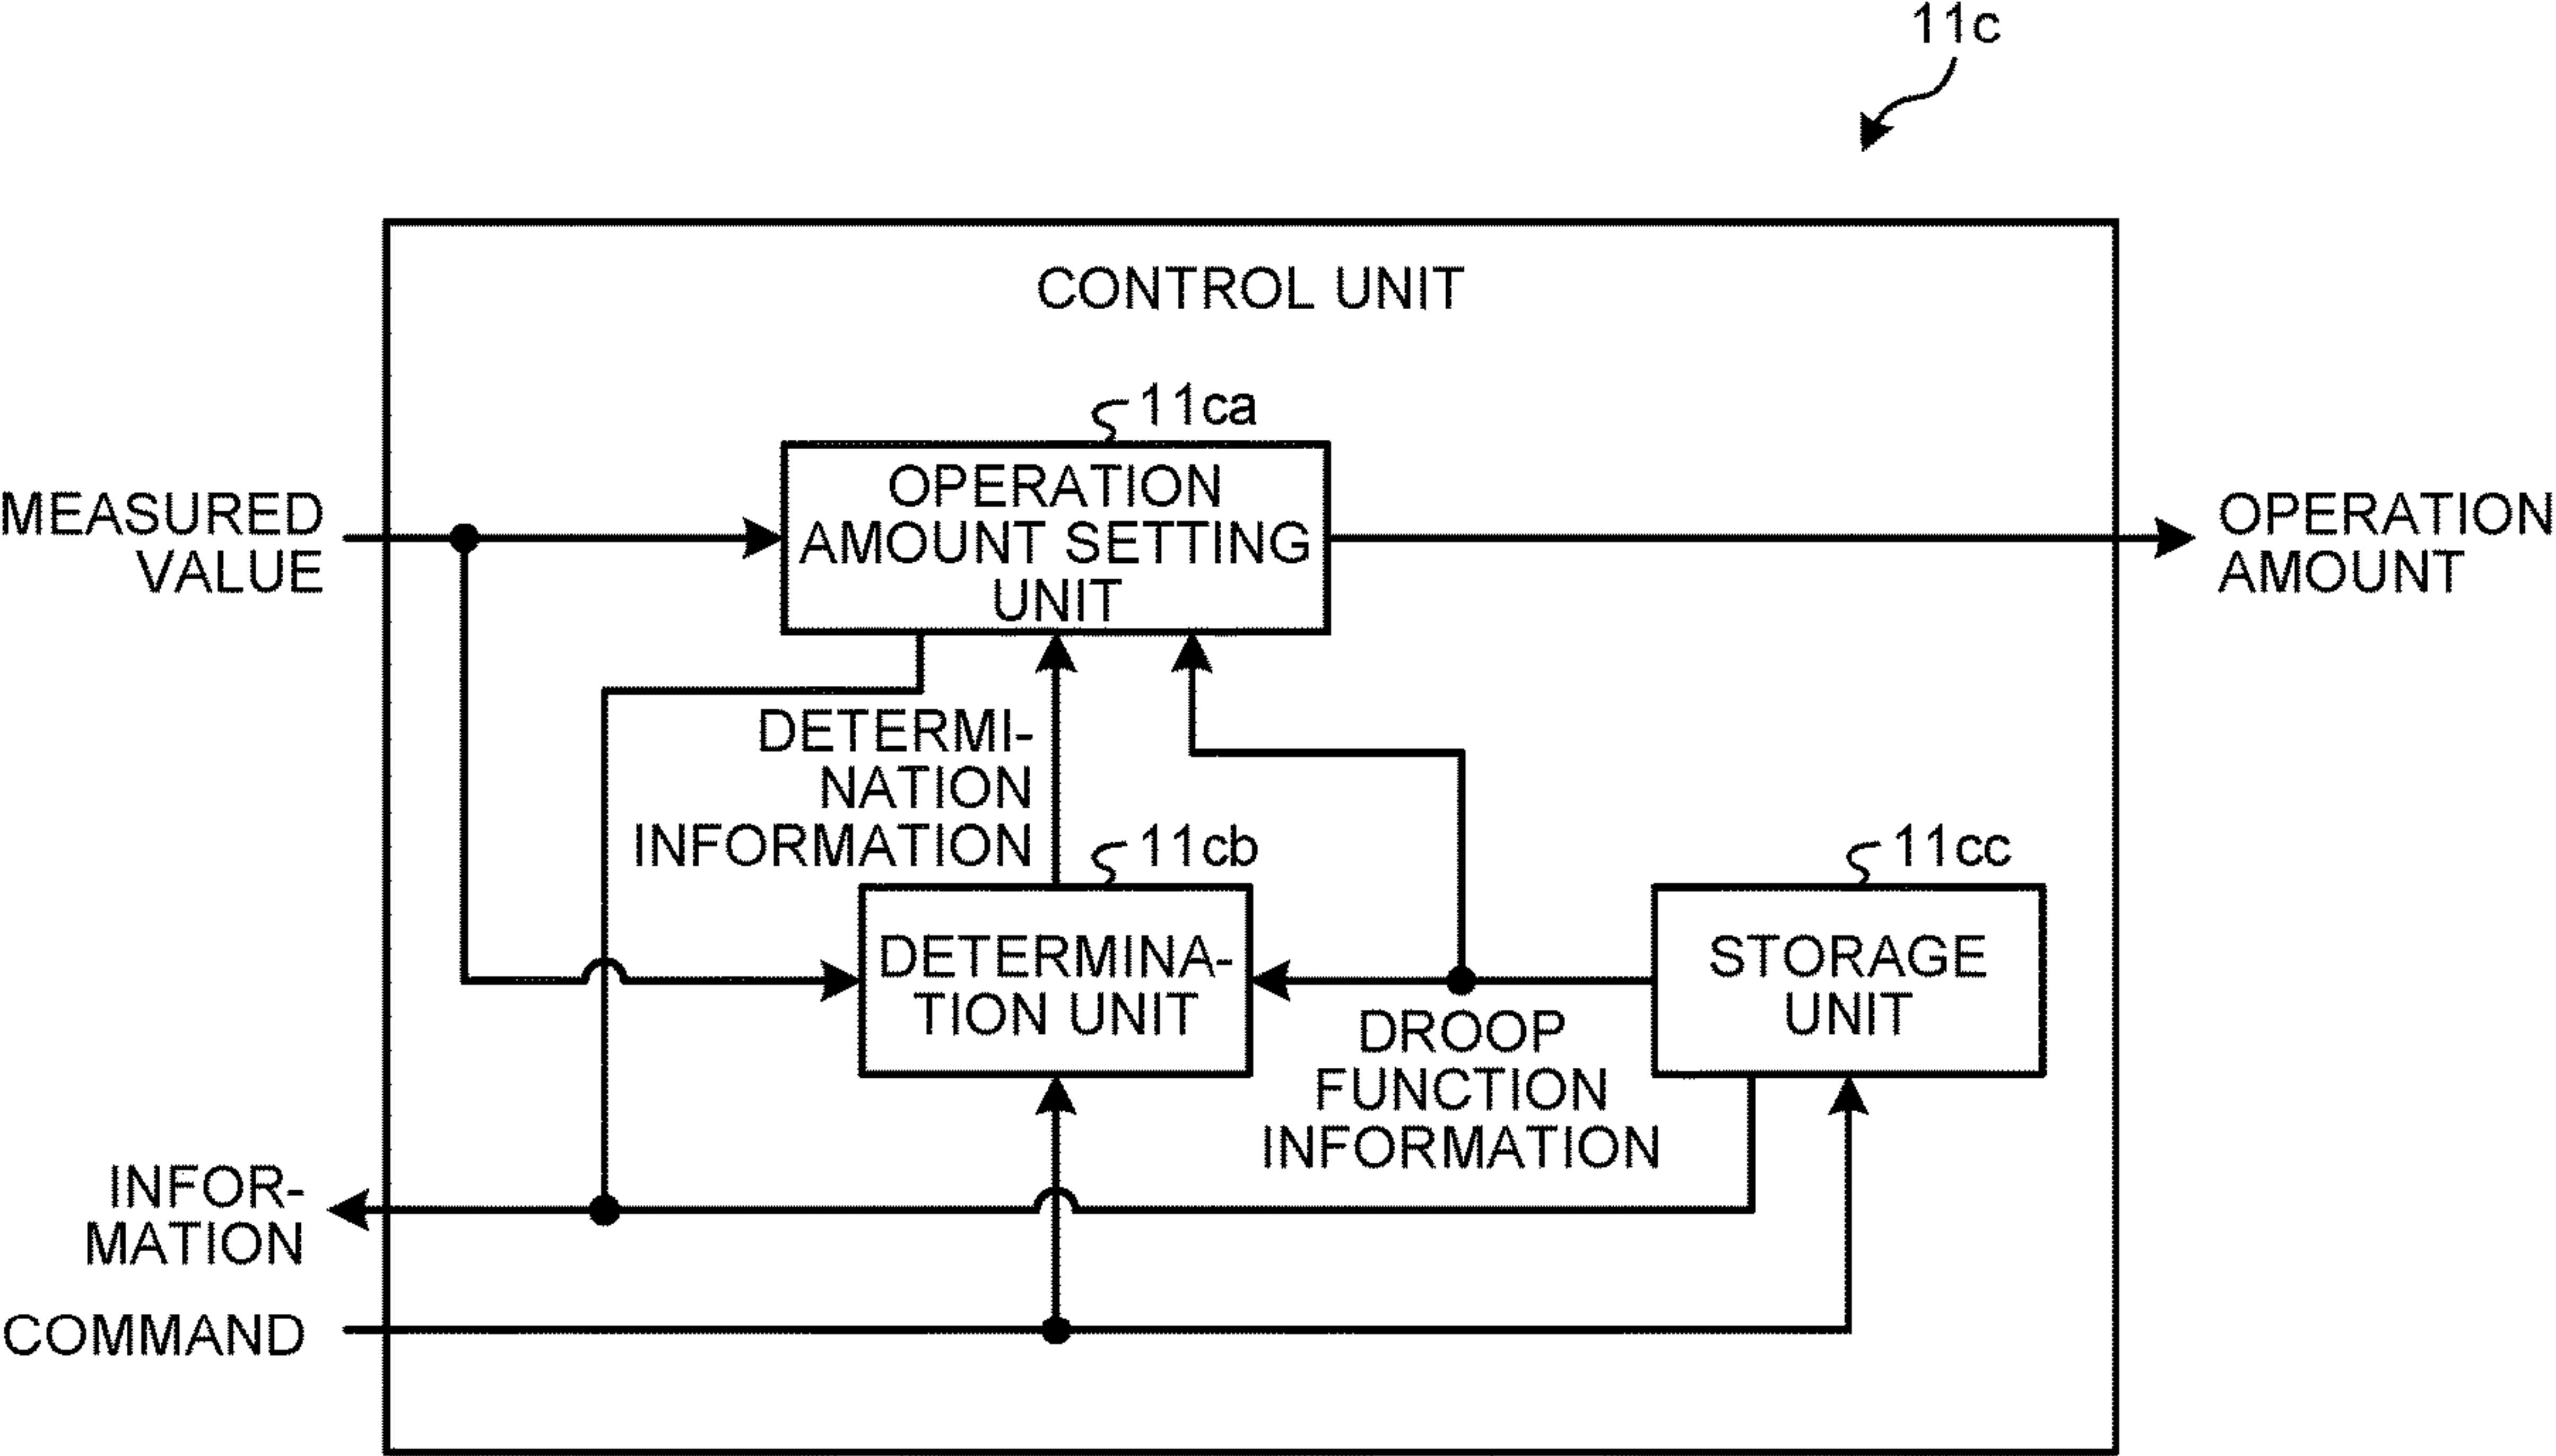 11c
CONTROL UNIT
11ca
OPERATION
AMOUNT SETTING
UNIT
MEASURED
VALUE
OPERATION
AMOUNT
DETERMI-
NATION
INFORMATION
11cb
11cc
DETERMINA-
TION UNIT
STORAGE
UNIT
DROOP
FUNCTION
INFORMATION
INFOR-
MATION
COMMAND